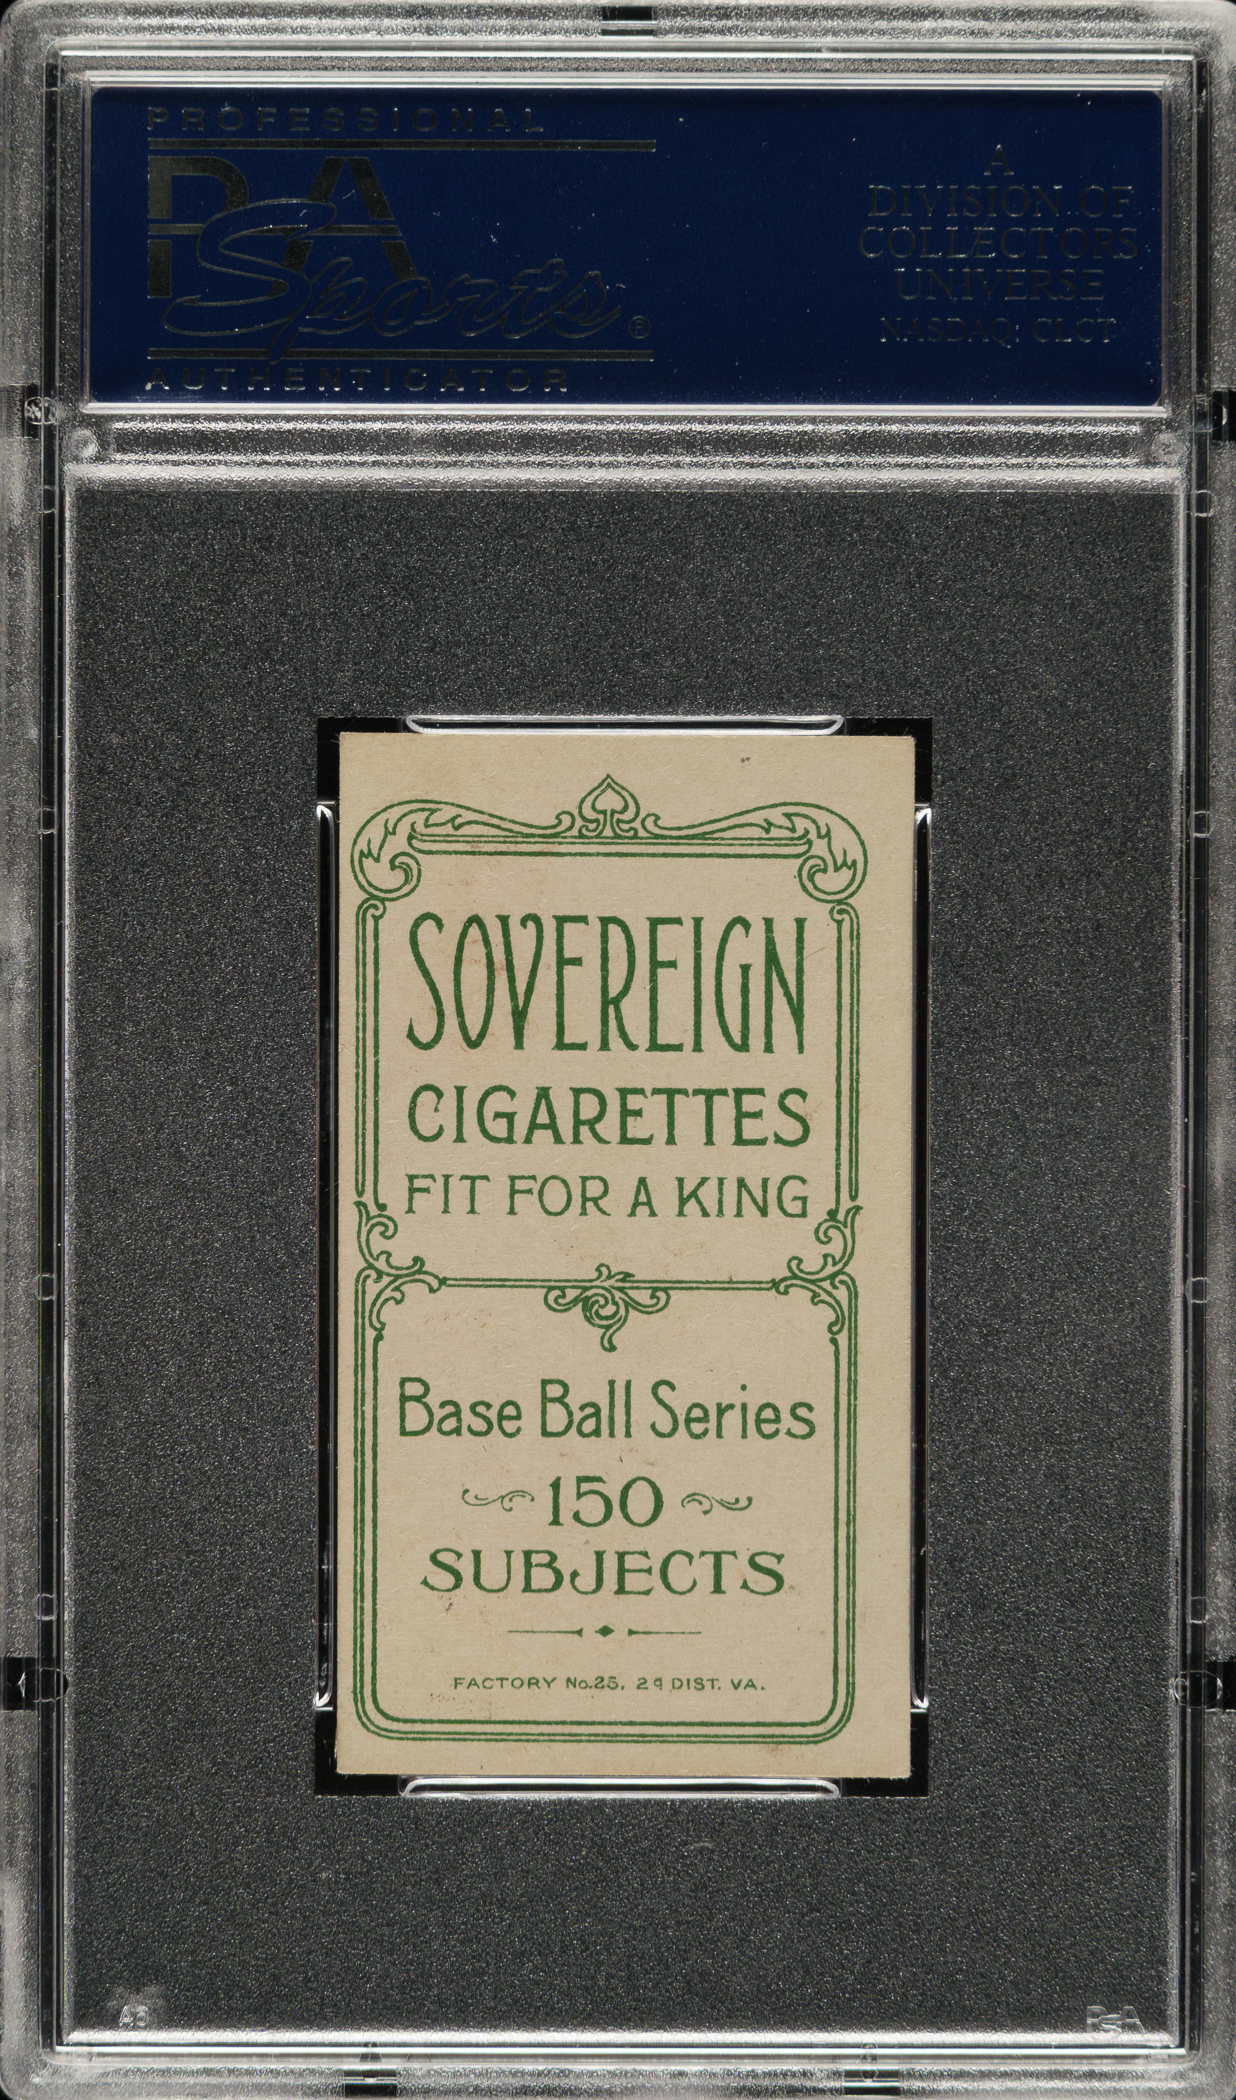 PROFESSIONAL
PSA
Sports®
AUTHENTICATOR
A
DIVISION OF
COLLECTORS
UNIVERSE
NASDAQ, CLCT
SOVEREIGN
CIGARETTES
FIT FOR A KING
Base Ball Series
150
SUBJECTS
FACTORY No.25, 2d DIST. VA.
PSA